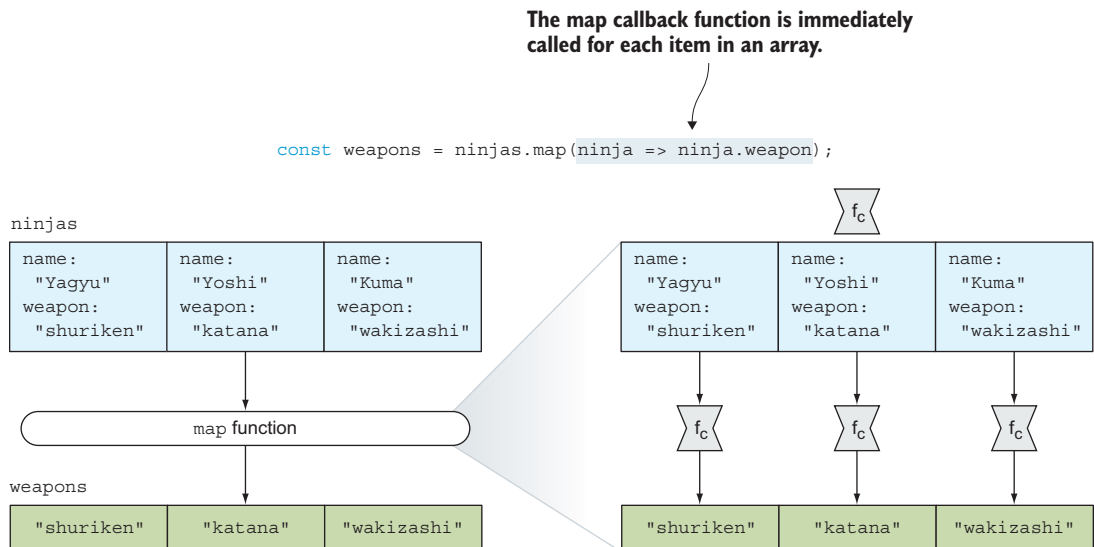 The map callback function is immediately
called for each item in an array.
const weapons = ninjas.map(ninja => ninja.weapon);
ninjas
name:
"Yagyu"
weapon:
"shuriken"
name:
"Yoshi"
weapon:
"katana"
name:
"Kuma"
weapon:
"wakizashi"
map function
weapons
"shuriken"
"katana"
"wakizashi"
fc
name:
"Yagyu"
weapon:
"shuriken"
name:
"Yoshi"
weapon:
"katana"
name:
"Kuma"
weapon:
"wakizashi"
fc
fc
fc
"shuriken"
"katana"
"wakizashi"